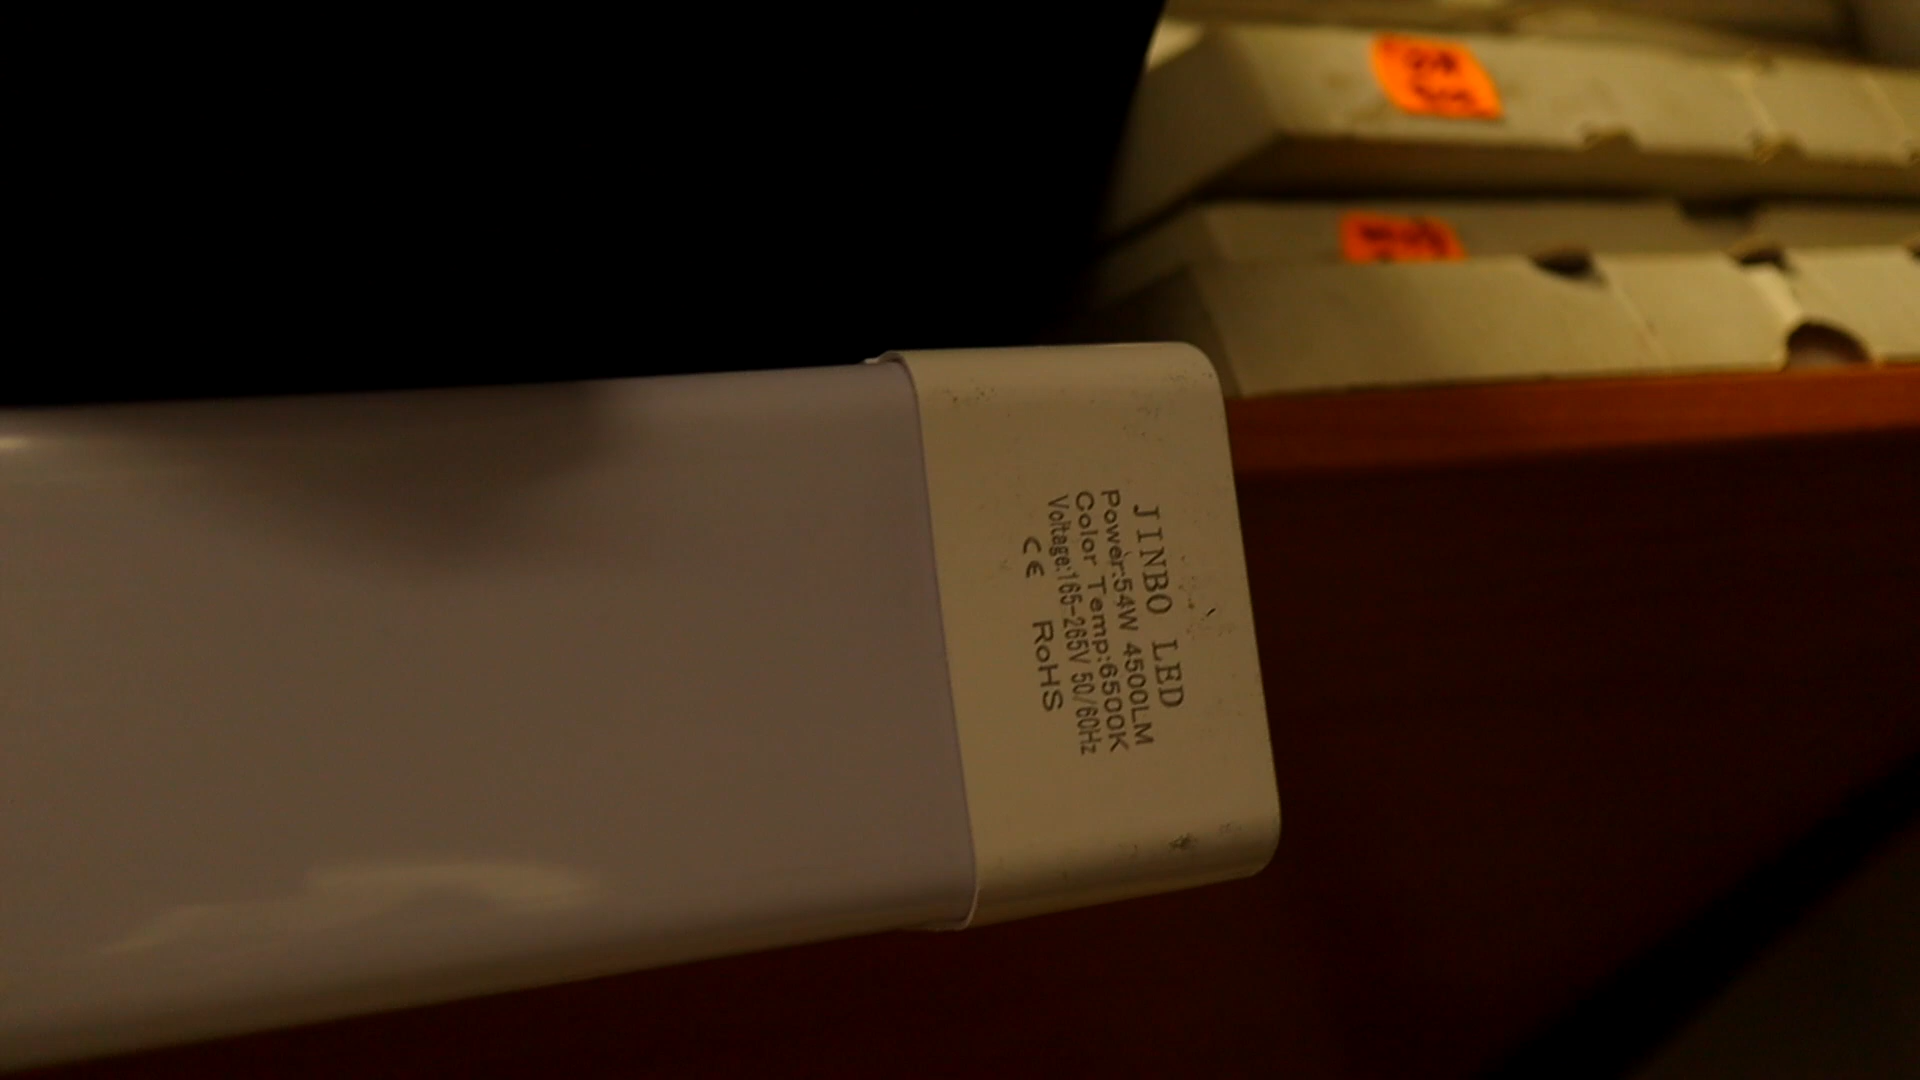 JINBO LED
Power:54W 4500LM
Color Temp:6500K
Voltage:165-265V 50/60Hz
CE RoHS